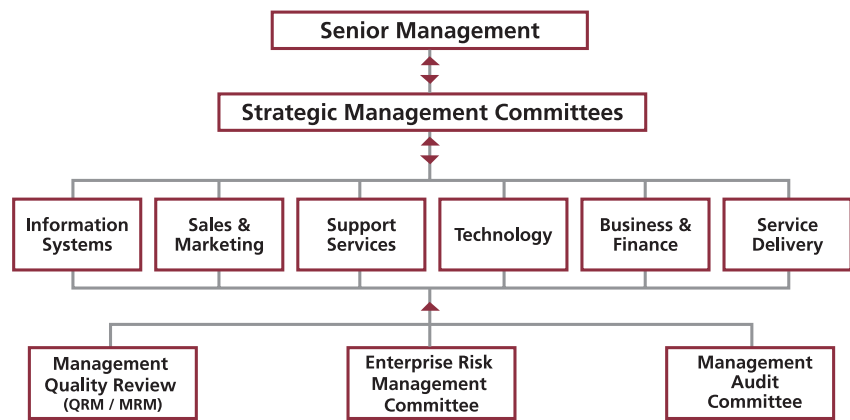 Senior Management
Strategic Management Committees
Information
Systems
Sales &
Marketing
Support
Services
Technology
Business &
Finance
Service
Delivery
Management
Quality Review
(QRM / MRM)
Enterprise Risk
Management
Committee
Management
Audit
Committee